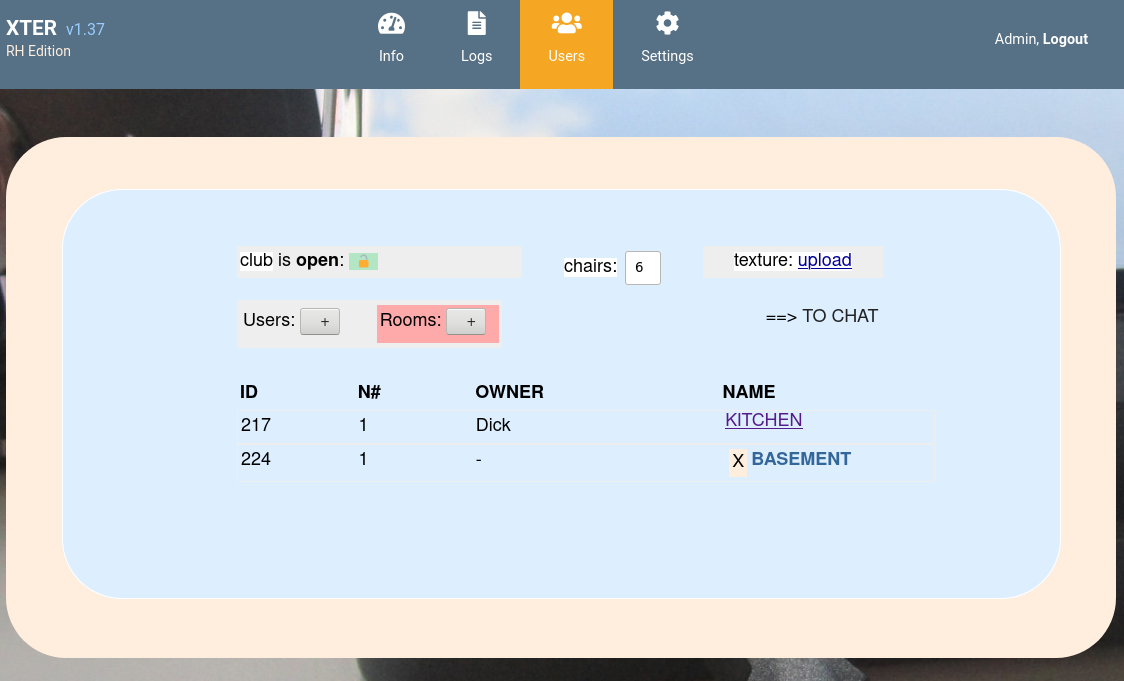 XTER v1.37
RH Edition
Info
Logs
Users
Settings
Admin, Logout
club is open:
chairs: 6
texture: upload
Users: +
Rooms: +
==> TO CHAT
ID N# OWNER NAME
217 1 Dick KITCHEN
224 1 - X BASEMENT